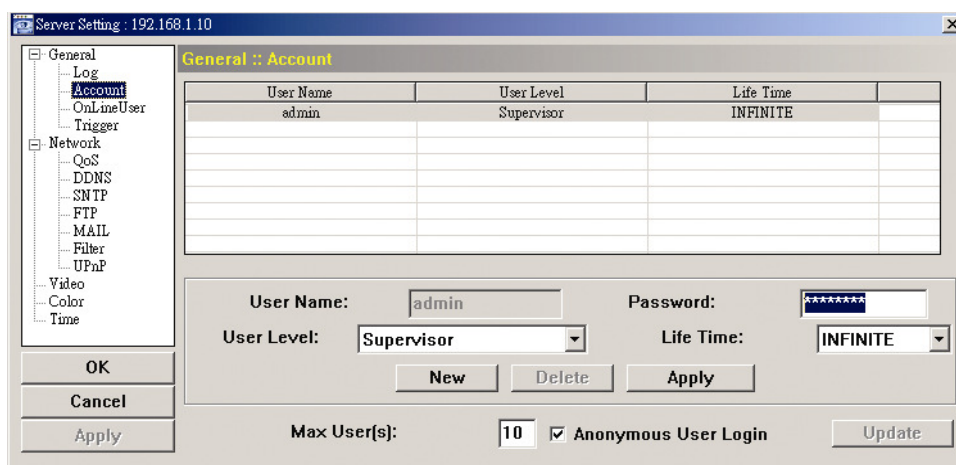 Server Setting : 192.168.1.10
General
Log
Account
OnLineUser
Trigger
Network
QoS
DDNS
SNTP
FTP
MAIL
Filter
UPnP
Video
Color
Time
OK
Cancel
Apply
General :: Account
User Name User Level Life Time
admin Supervisor INFINITE
User Name: admin Password: ********
User Level: Supervisor Life Time: INFINITE
New Delete Apply
Max User(s): 10 Anonymous User Login Update